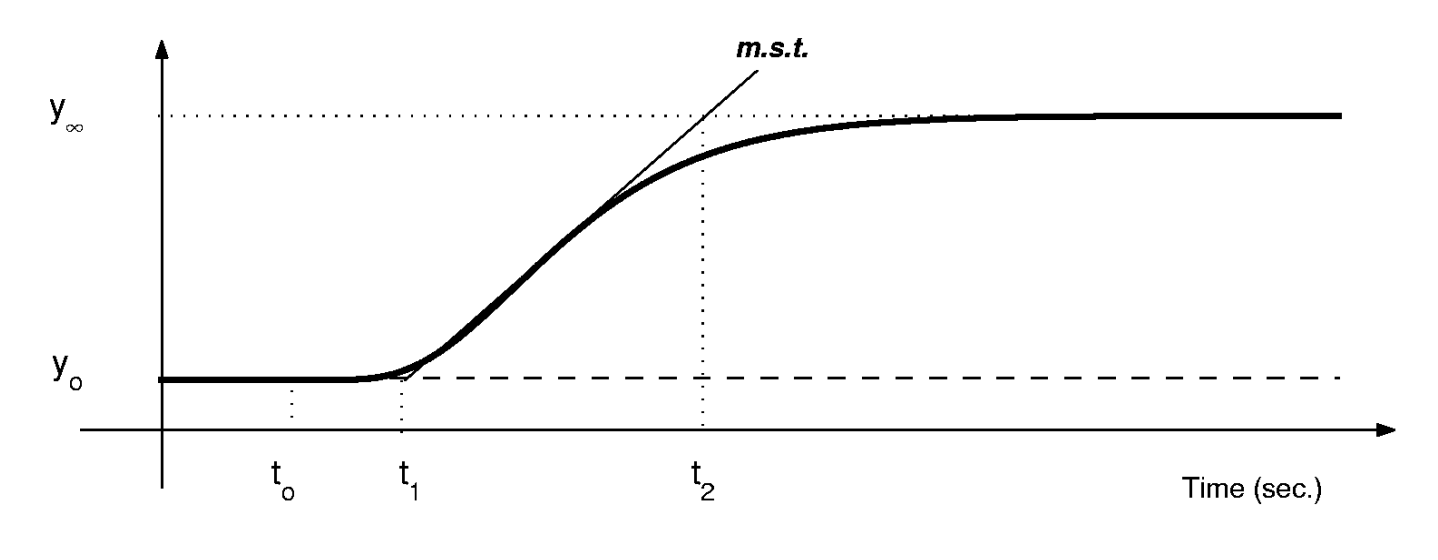 m.s.t.
y∞
yo
to t1 t2 Time (sec.)